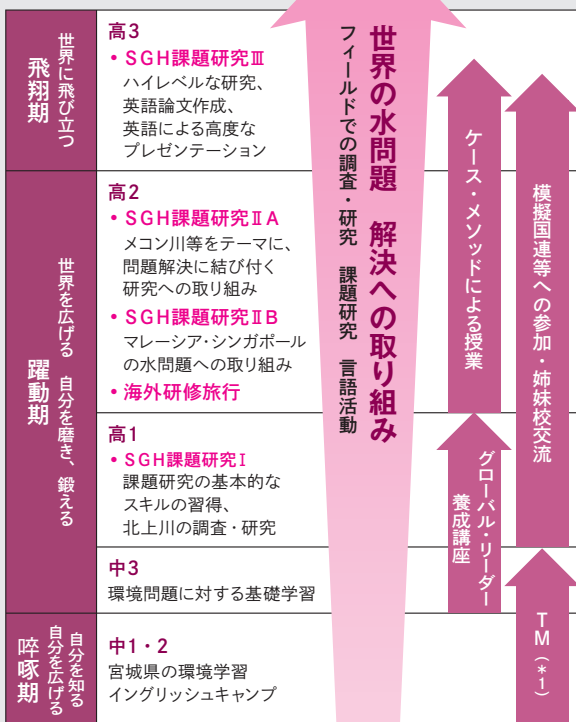 世界に飛び立つ
飛翔期
高3
・SGH課題研究Ⅲ
ハイレベルな研究、
英語論文作成、
英語による高度な
プレゼンテーション
世界を広げる 自分を磨き、鍛える
躍動期
高2
・SGH課題研究ⅡA
メコン川等をテーマに、
問題解決に結び付く
研究への取り組み
・SGH課題研究ⅡB
マレーシア・シンガポール
の水問題への取り組み
・海外研修旅行
高1
・SGH課題研究Ⅰ
課題研究の基本的な
スキルの習得、
北上川の調査・研究
中3
環境問題に対する基礎学習
自分を知る
自分を広げる
啐啄期
中1・2
宮城県の環境学習
イングリッシュキャンプ
世界の水問題 解決への取り組み
フィールドでの調査・研究 課題研究 言語活動
ケース・メソッドによる授業
グローバル・リーダー
養成講座
模擬国連等への参加・姉妹校交流
TM(*1)